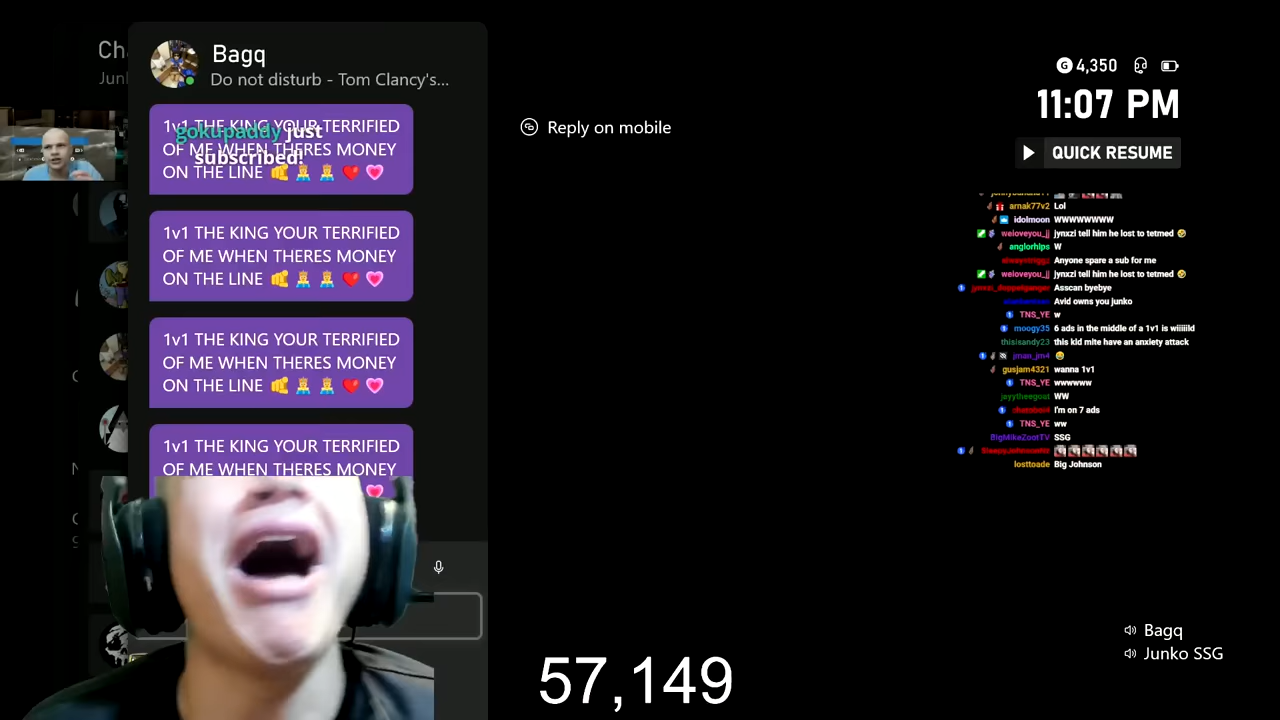 Bagq
Do not disturb - Tom Clancy's...
1v1 THE KING YOUR TERRIFIED
OF ME WHEN THERES MONEY
ON THE LINE 🫵 🤴 🤴 ❤️ 💗
gokupaddy just
subscribed!
1v1 THE KING YOUR TERRIFIED
OF ME WHEN THERES MONEY
ON THE LINE 🫵 🤴 🤴 ❤️ 💗
1v1 THE KING YOUR TERRIFIED
OF ME WHEN THERES MONEY
ON THE LINE 🫵 🤴 🤴 ❤️ 💗
1v1 THE KING YOUR TERRIFIED
OF ME WHEN THERES MONEY
Reply on mobile
G 4,350
11:07 PM
QUICK RESUME
arnak77v2 Lol
idolmoon WWWWWWWW
weloveyou_jj jynxzi tell him he lost to tetmed 🤣
anglorhips W
Anyone spare a sub for me
weloveyou_jj jynxzi tell him he lost to tetmed 🤣
Asscan byebye
Avid owns you junko
TNS_YE w
moogy35 6 ads in the middle of a 1v1 is wiiiild
thisisandy23 this kid mite have an anxiety attack
jman_jm4 😂
gusjam4321 wanna 1v1
TNS_YE wwwwww
jayytheegout WW
I'm on 7 ads
TNS_YE ww
BigMikeZootTV SSG
losttoade Big Johnson
Bagq
Junko SSG
57,149